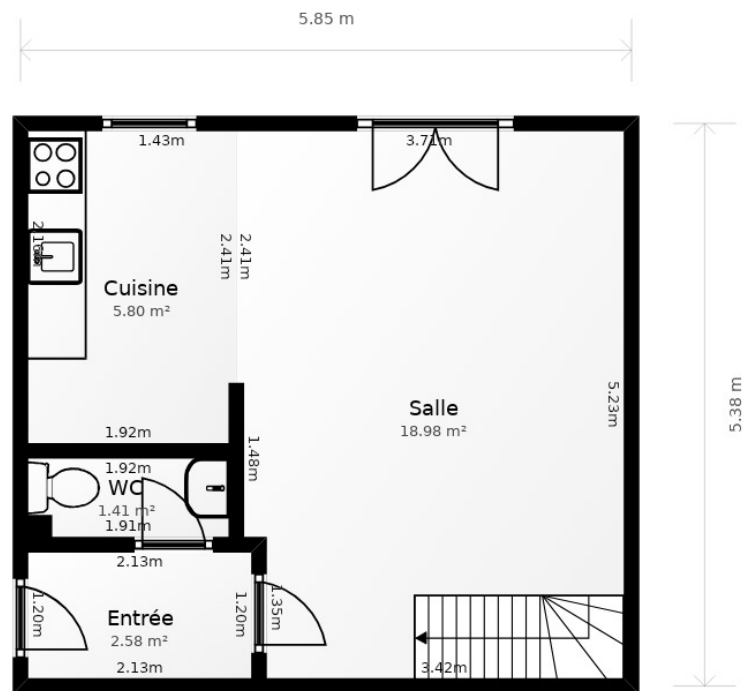 5.85 m
1.43m
3.71m
2.41m
2.41m
Cuisine
5.80 m²
5.38 m
5.23m
Salle
18.98 m²
1.92m
1.48m
1.92m
WC
1.41 m²
1.91m
2.13m
1.20m
Entrée
2.58 m²
1.20m
1.35m
2.13m
3.42m